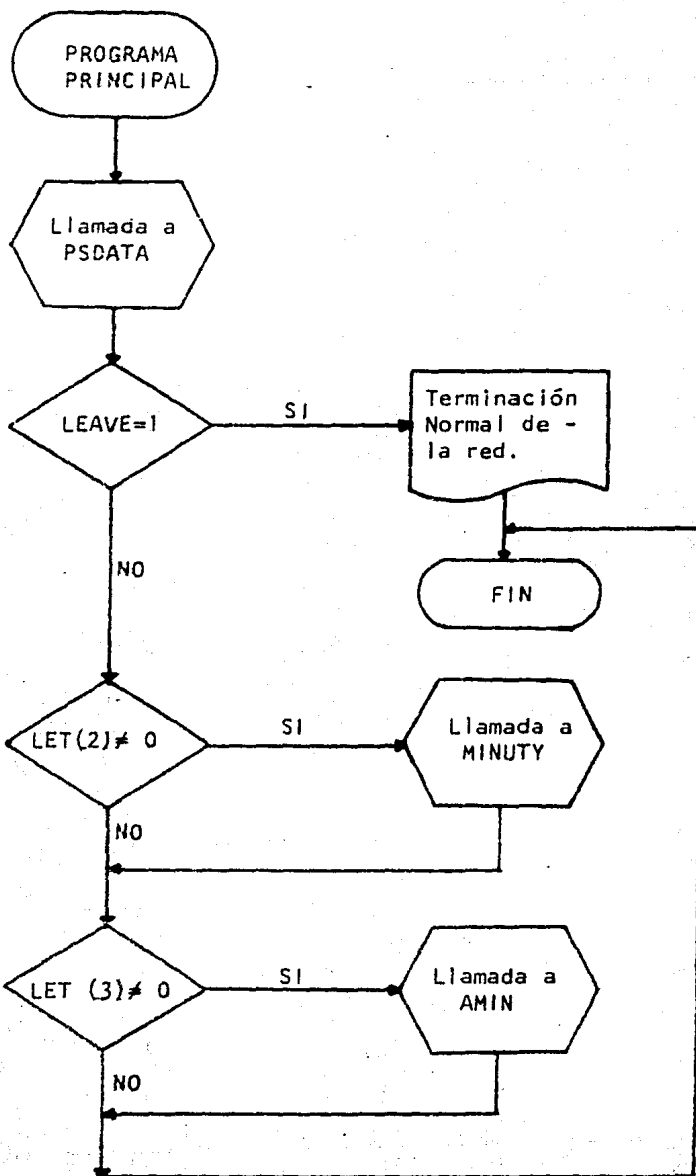 PROGRAMA
PRINCIPAL
Llamada a
PSDATA
LEAVE=1
SI
Terminación
Normal de -
la red.
NO
FIN
LET(2)≠ 0
SI
Llamada a
MINUTY
NO
LET (3)≠ 0
SI
Llamada a
AMIN
NO